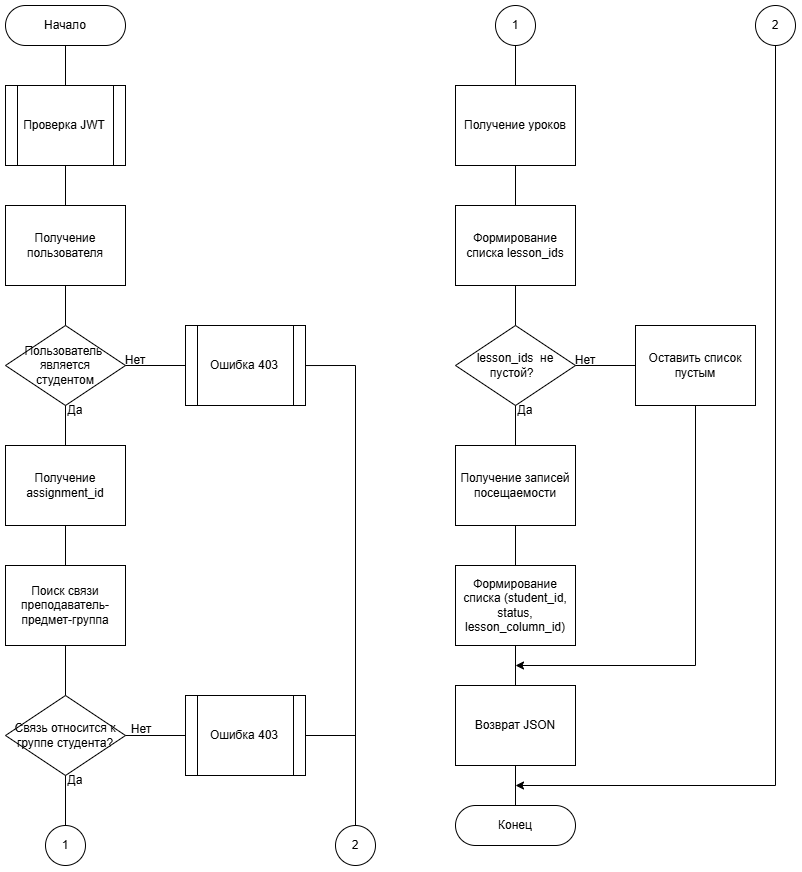 Начало
Проверка JWT
Получение
пользователя
Пользователь
является
студентом
Нет
Ошибка 403
Да
Получение
assignment_id
Поиск связи
преподаватель-
предмет-группа
Связь относится к
группе студента?
Нет
Ошибка 403
Да
1
2
1
2
Получение уроков
Формирование
списка lesson_ids
lesson_ids не
пустой?
Нет
Оставить список
пустым
Да
Получение записей
посещаемости
Формирование
списка (student_id,
status,
lesson_column_id)
Возврат JSON
Конец